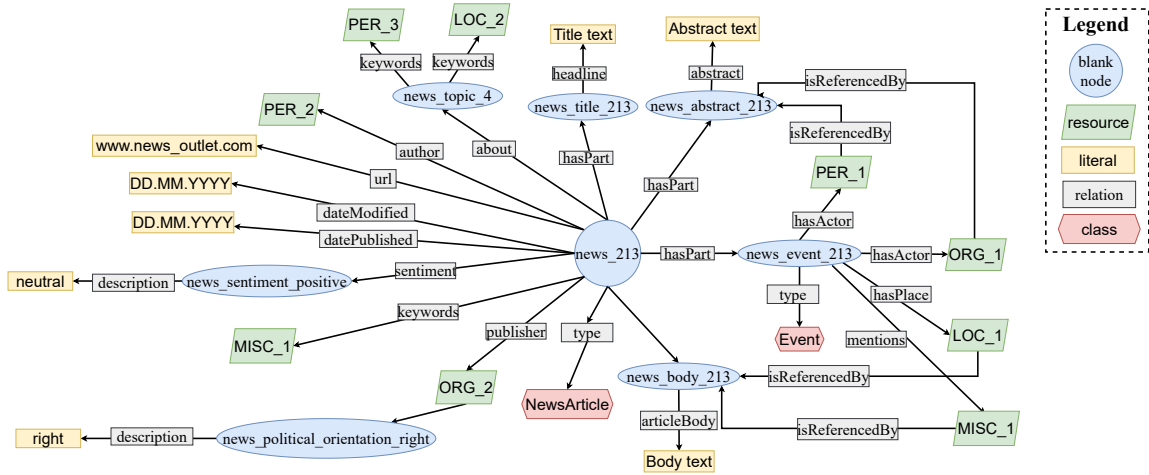 PER_3
LOC_2
Title text
Abstract text
Legend
keywords
keywords
headline
abstract
isReferencedBy
blank
node
news_topic_4
news_title_213
news_abstract_213
PER_2
resource
www.news_outlet.com
author
about
hasPart
isReferencedBy
literal
url
hasPart
PER_1
DD.MM.YYYY
relation
dateModified
DD.MM.YYYY
datePublished
hasActor
class
news_213
hasPart
news_event_213
hasActor
ORG_1
neutral
description
news_sentiment_positive
sentiment
type
hasPlace
keywords
publisher
type
Event
mentions
LOC_1
MISC_1
ORG_2
news_body_213
isReferencedBy
NewsArticle
articleBody
isReferencedBy
MISC_1
right
description
news_political_orientation_right
Body text